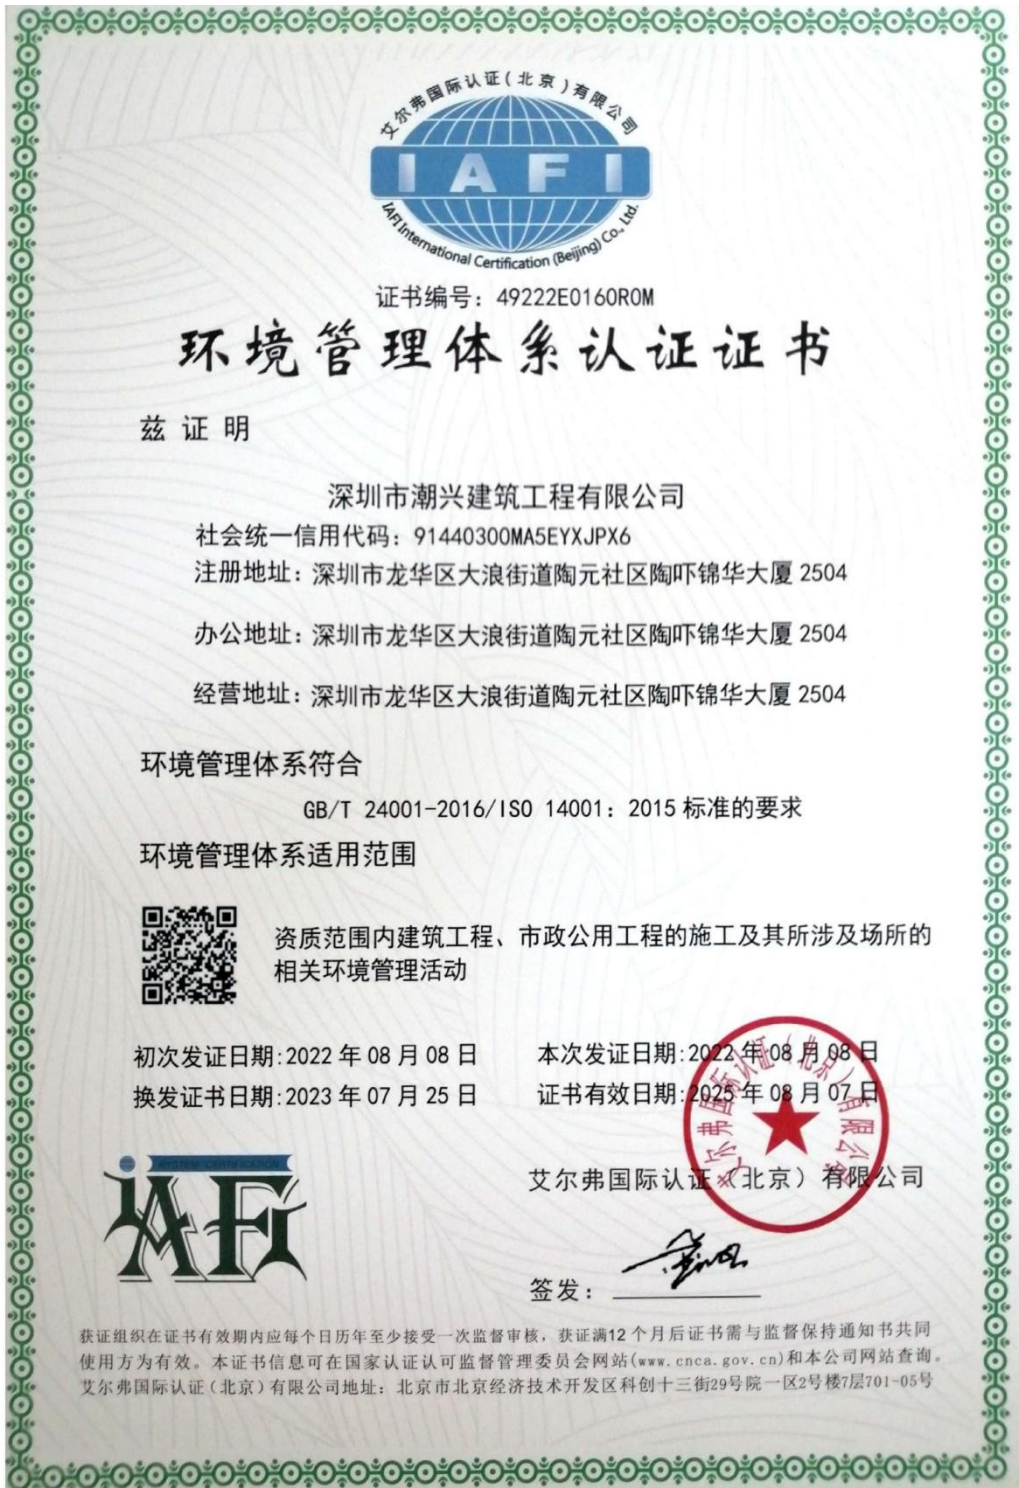 艾尔弗国际认证(北京)有限公司
IAFI
IAFI International Certification (Beijing) Co., Ltd.
证书编号：49222E0160R0M
环境管理体系认证证书
兹证明
深圳市潮兴建筑工程有限公司
社会统一信用代码：91440300MA5EYXJPX6
注册地址：深圳市龙华区大浪街道陶元社区陶吓锦华大厦 2504
办公地址：深圳市龙华区大浪街道陶元社区陶吓锦华大厦 2504
经营地址：深圳市龙华区大浪街道陶元社区陶吓锦华大厦 2504
环境管理体系符合
GB/T 24001-2016/ISO 14001：2015 标准的要求
环境管理体系适用范围
资质范围内建筑工程、市政公用工程的施工及其所涉及场所的
相关环境管理活动
初次发证日期:2022 年 08 月 08 日 本次发证日期:2022 年 08 月 08 日
换发证书日期:2023 年 07 月 25 日 证书有效日期:2025 年 08 月 07 日
艾尔弗国际认证（北京）有限公司
SYSTEM CERTIFICATION
iAFi
艾尔弗国际认证（北京）有限公司
签发：
获证组织在证书有效期内应每个日历年至少接受一次监督审核，获证满12 个月后证书需与监督保持通知书共同
使用方为有效。本证书信息可在国家认证认可监督管理委员会网站(www.cnca.gov.cn)和本公司网站查询。
艾尔弗国际认证（北京）有限公司地址：北京市北京经济技术开发区科创十三街29号院一区2号楼7层701-05号